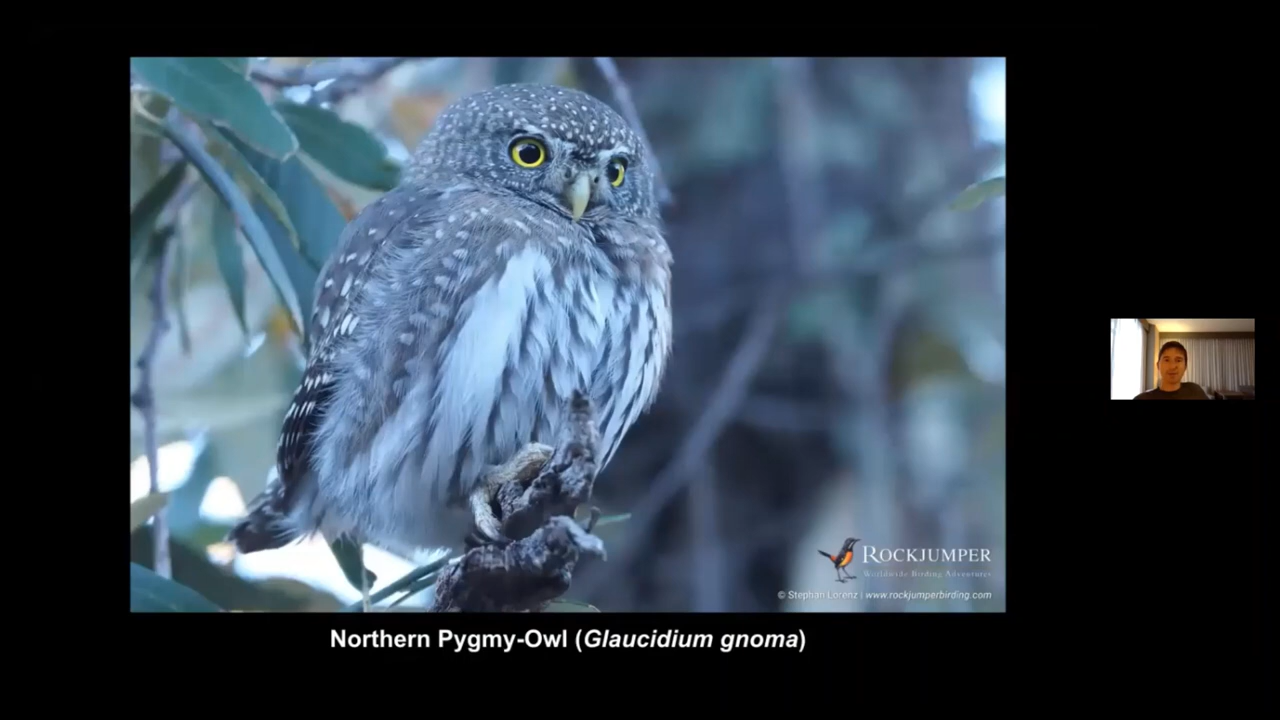 ROCKJUMPER
Worldwide Birding Adventures
© Stephan Lorenz | www.rockjumperbirding.com
Northern Pygmy-Owl (Glaucidium gnoma)